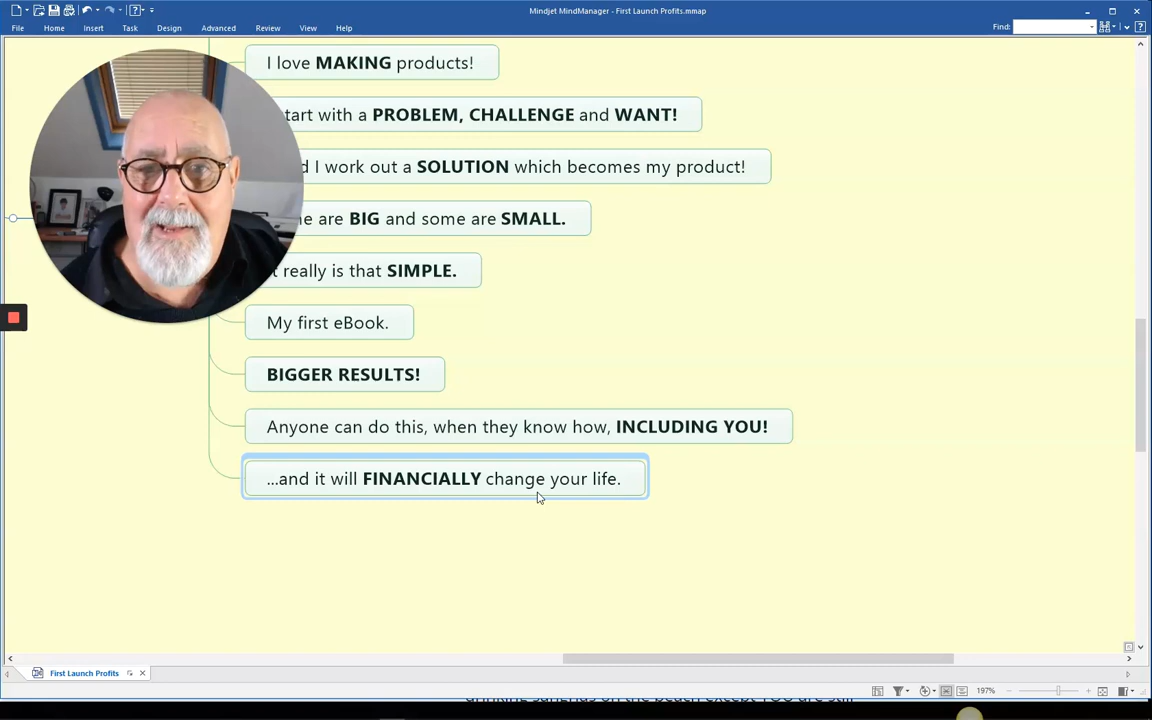 Mindjet MindManager - First Launch Profits.mmap
File Home Insert Task Design Advanced Review View Help Find:
I love MAKING products!
tart with a PROBLEM, CHALLENGE and WANT!
d I work out a SOLUTION which becomes my product!
e are BIG and some are SMALL.
t really is that SIMPLE.
My first eBook.
BIGGER RESULTS!
Anyone can do this, when they know how, INCLUDING YOU!
...and it will FINANCIALLY change your life.
First Launch Profits
197%